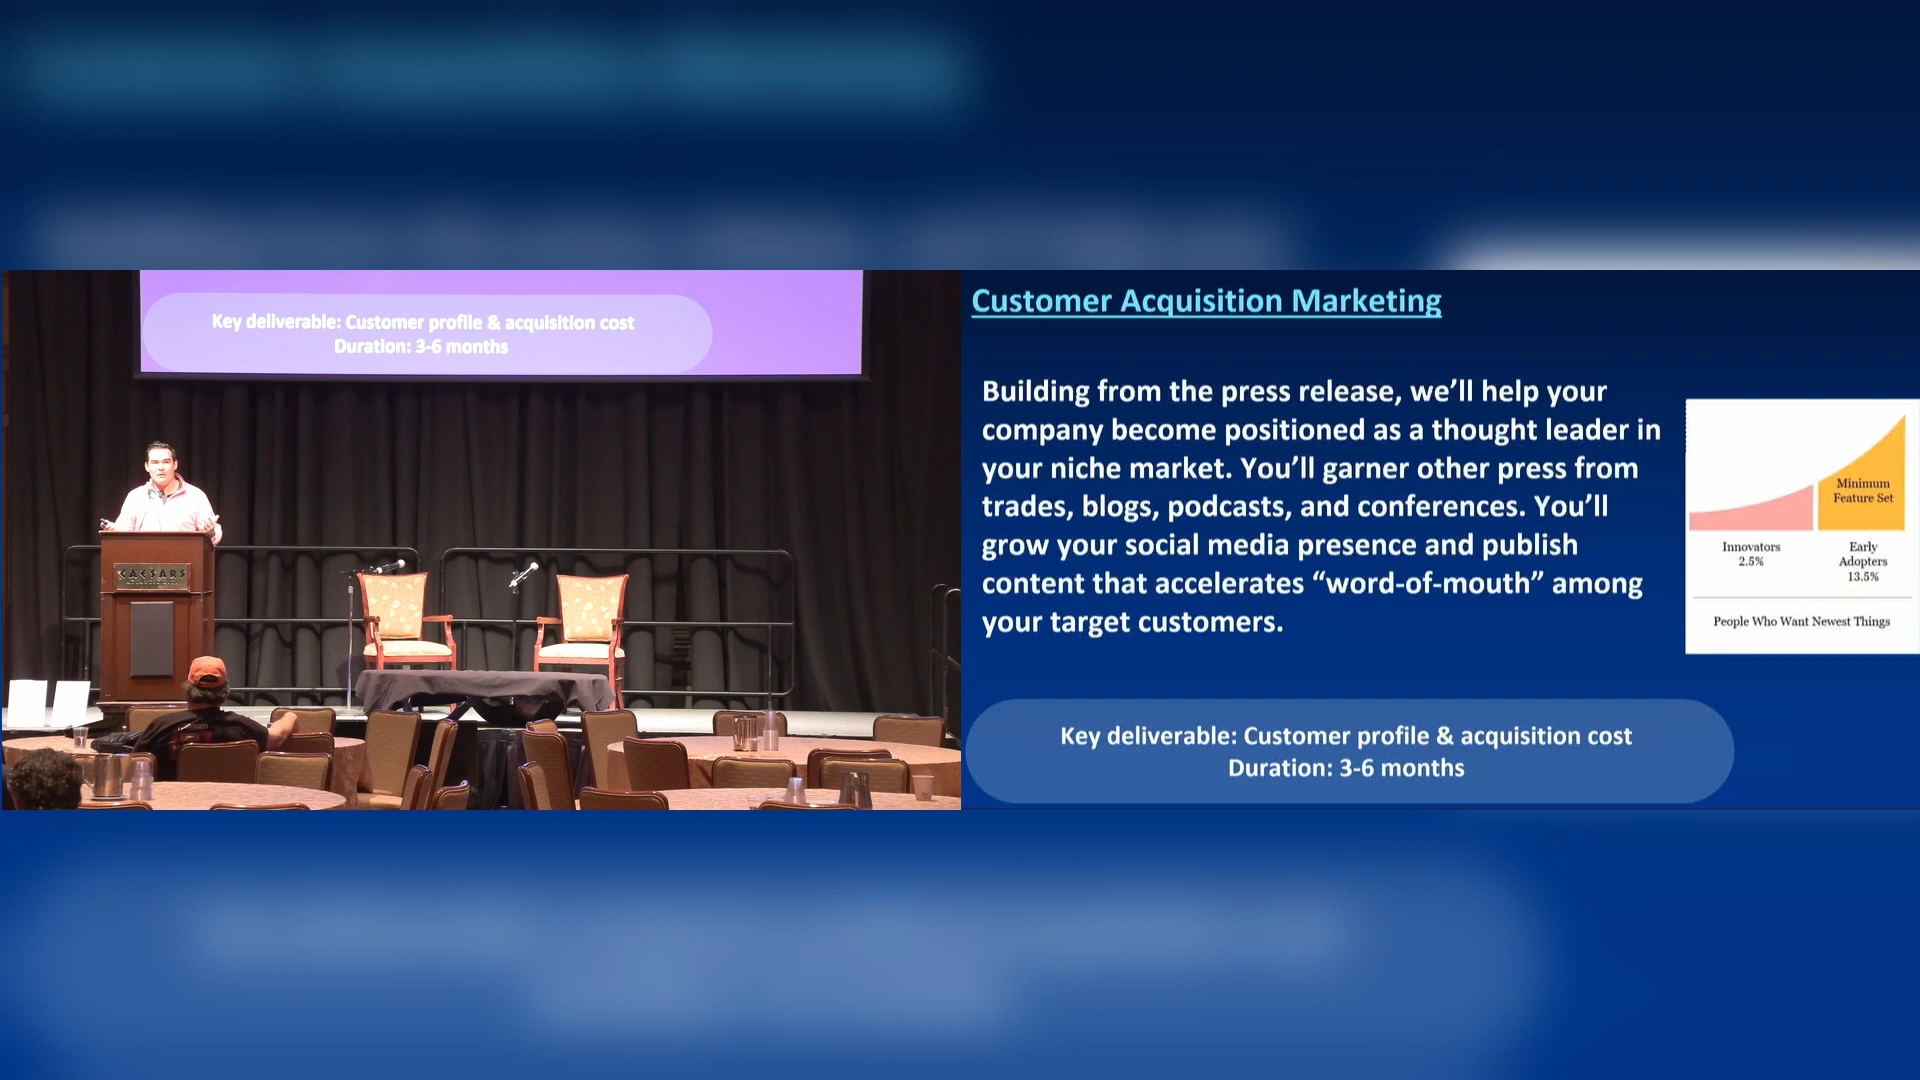 Key deliverable: Customer profile & acquisition cost
Duration: 3-6 months
CAESARS
Customer Acquisition Marketing
Building from the press release, we’ll help your
company become positioned as a thought leader in
your niche market. You’ll garner other press from
trades, blogs, podcasts, and conferences. You’ll
grow your social media presence and publish
content that accelerates “word-of-mouth” among
your target customers.
Minimum
Feature Set
Innovators
2.5%
Early
Adopters
13.5%
People Who Want Newest Things
Key deliverable: Customer profile & acquisition cost
Duration: 3-6 months